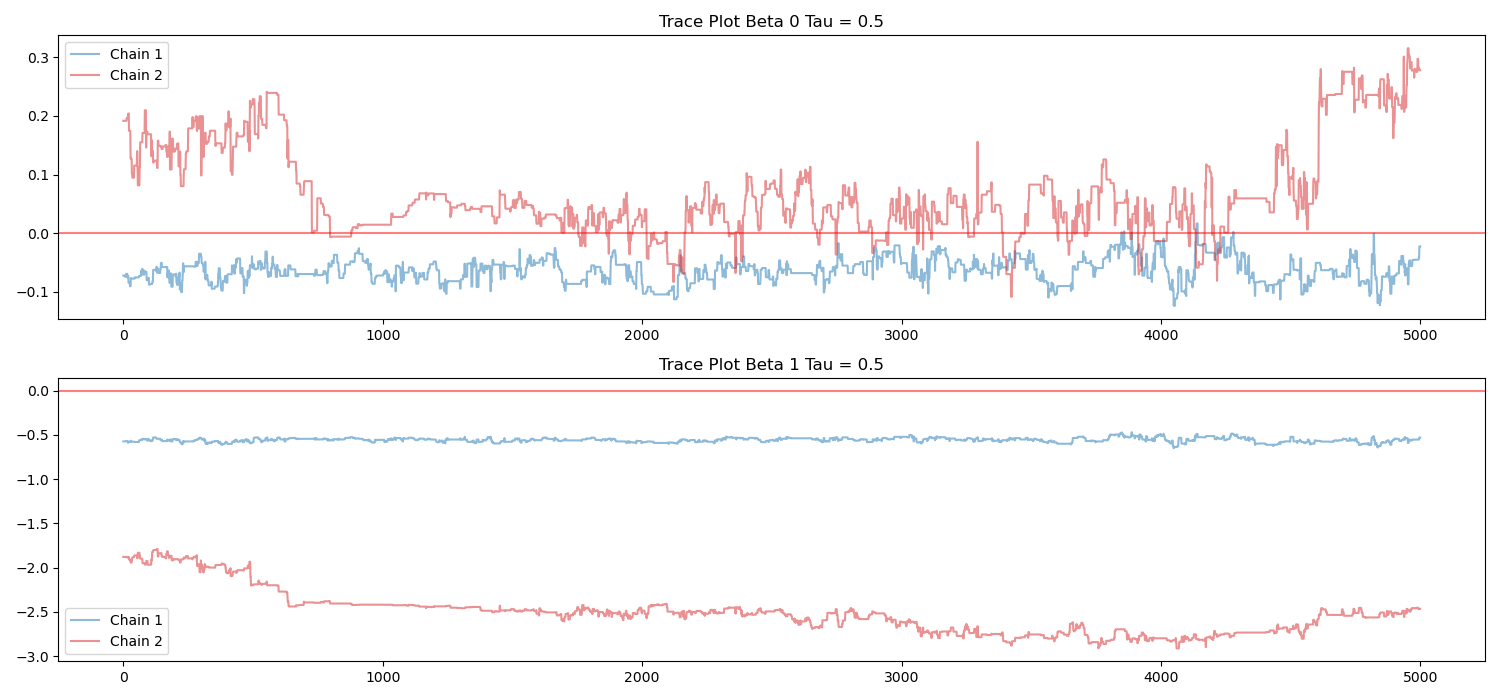 Trace Plot Beta 0 Tau = 0.5
Chain 1
Chain 2
0.3
0.2
0.1
0.0
−0.1
0 1000 2000 3000 4000 5000
Trace Plot Beta 1 Tau = 0.5
0.0
−0.5
−1.0
−1.5
−2.0
−2.5
−3.0
Chain 1
Chain 2
0 1000 2000 3000 4000 5000